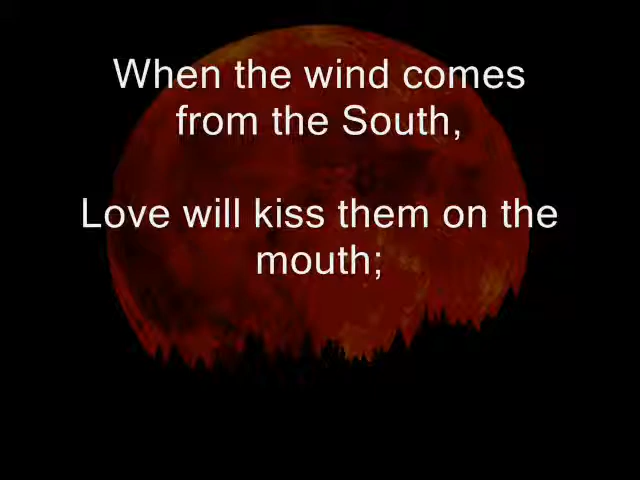 When the wind comes
from the South,
Love will kiss them on the
mouth;